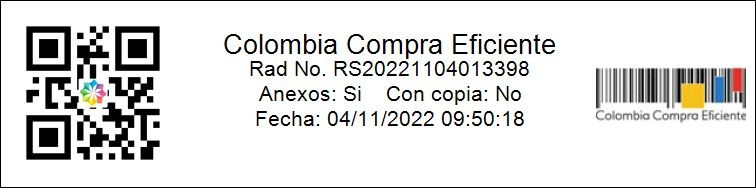 Colombia Compra Eficiente
Rad No. RS20221104013398
Anexos: Si Con copia: No
Fecha: 04/11/2022 09:50:18
Colombia Compra Eficiente